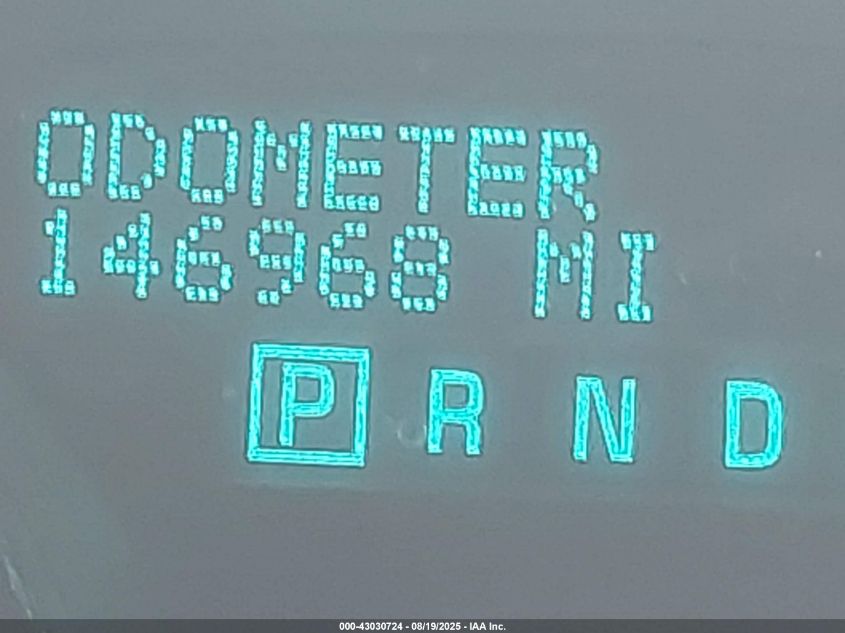 ODOMETER
146968 MI
P R N D
000-43030724 - 08/19/2025 - IAA Inc.